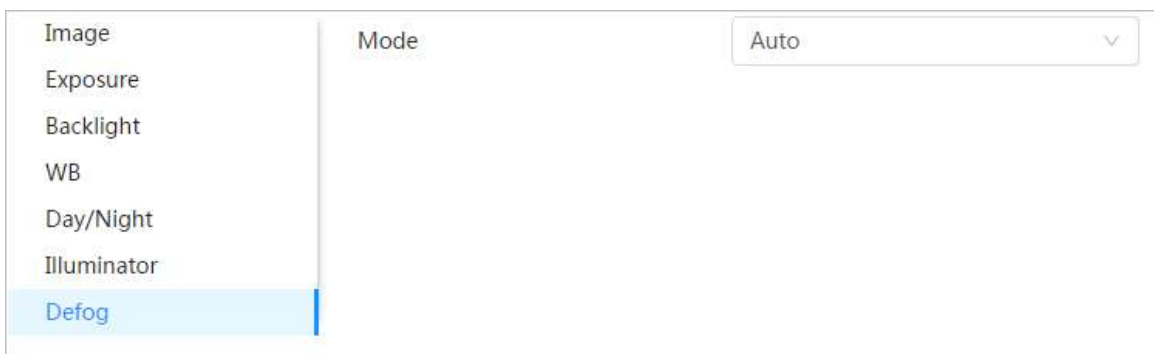 Image
Exposure
Backlight
WB
Day/Night
Illuminator
Defog
Mode
Auto